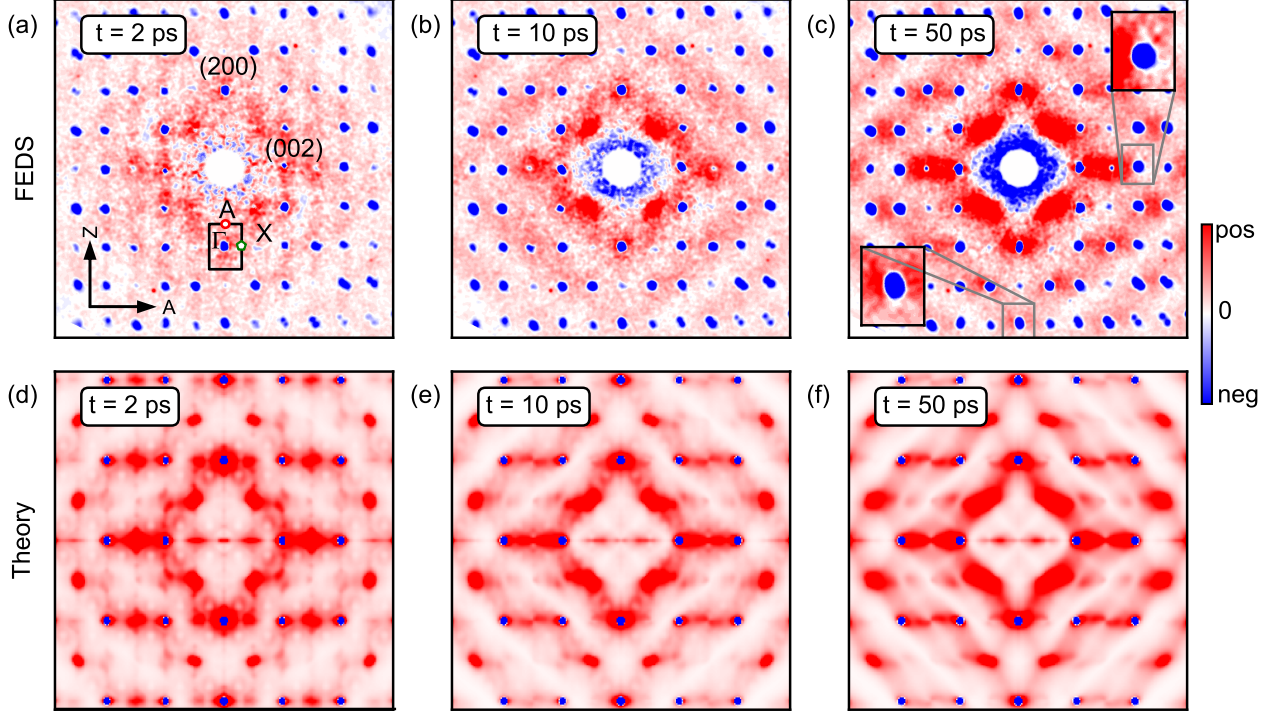 (a)
t = 2 ps
(b)
t = 10 ps
(c)
t = 50 ps
FEDS
(200)
(002)
A
Γ
X
Z
A
pos
0
neg
(d)
t = 2 ps
(e)
t = 10 ps
(f)
t = 50 ps
Theory